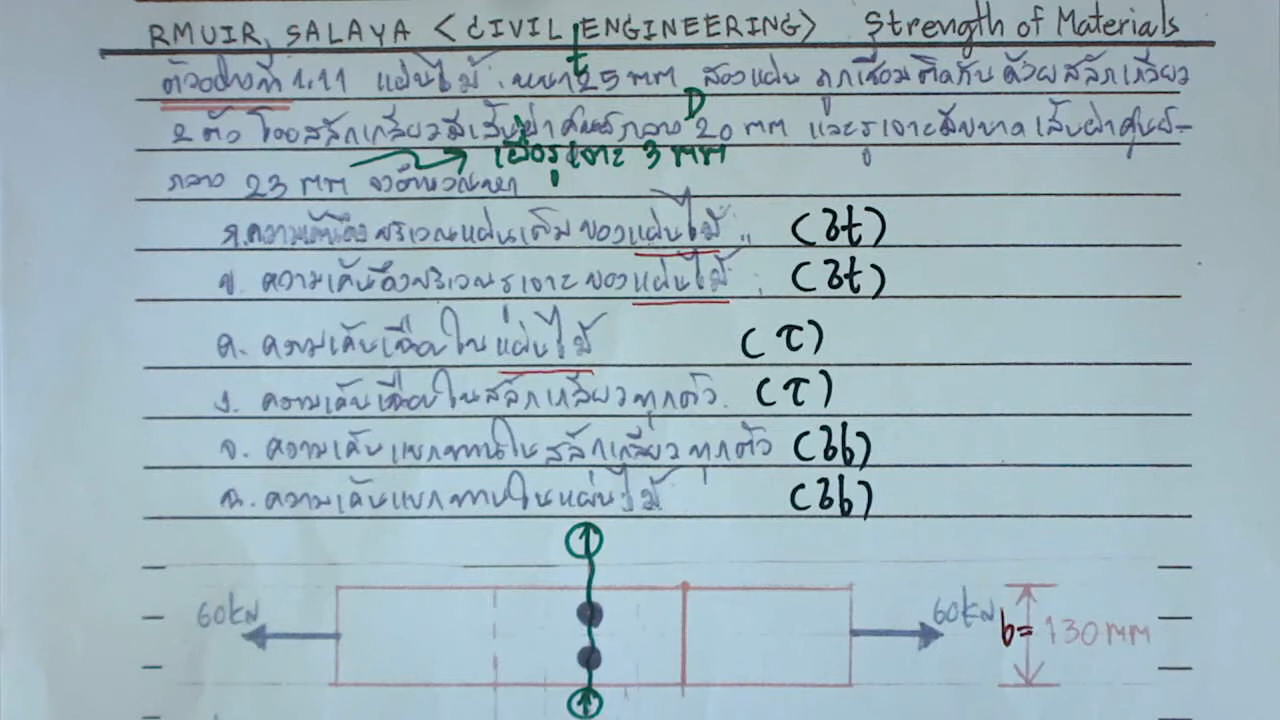 RMUIR, SALAYA <CIVIL ENGINEERING> Strength of Materials
t
ตัวอย่างที่ 1.11 แผ่นไม้ หนา 25 mm สองแผ่น ถูกเชื่อมติดกัน ด้วยสลักเกลียว
D
2 ตัว โดยสลักเกลียวมีเส้นผ่าศูนย์กลาง 20 mm และรูเจาะมีขนาดเส้นผ่าศูนย์-
เผื่อรูเจาะ 3 mm
กลาง 23 mm จงคำนวณหา
ก. ความเค้นดึงบริเวณแผ่นเต็มของแผ่นไม้ (σt)
ข. ความเค้นดึงบริเวณรูเจาะของแผ่นไม้ (σt)
ค. ความเค้นเฉือนในแผ่นไม้ (τ)
ง. ความเค้นเฉือนในสลักเกลียวทุกตัว (τ)
จ. ความเค้นแบกทานในสลักเกลียวทุกตัว (σb)
ฉ. ความเค้นแบกทานในแผ่นไม้ (σb)
1
60kN 60kN b= 130mm
1